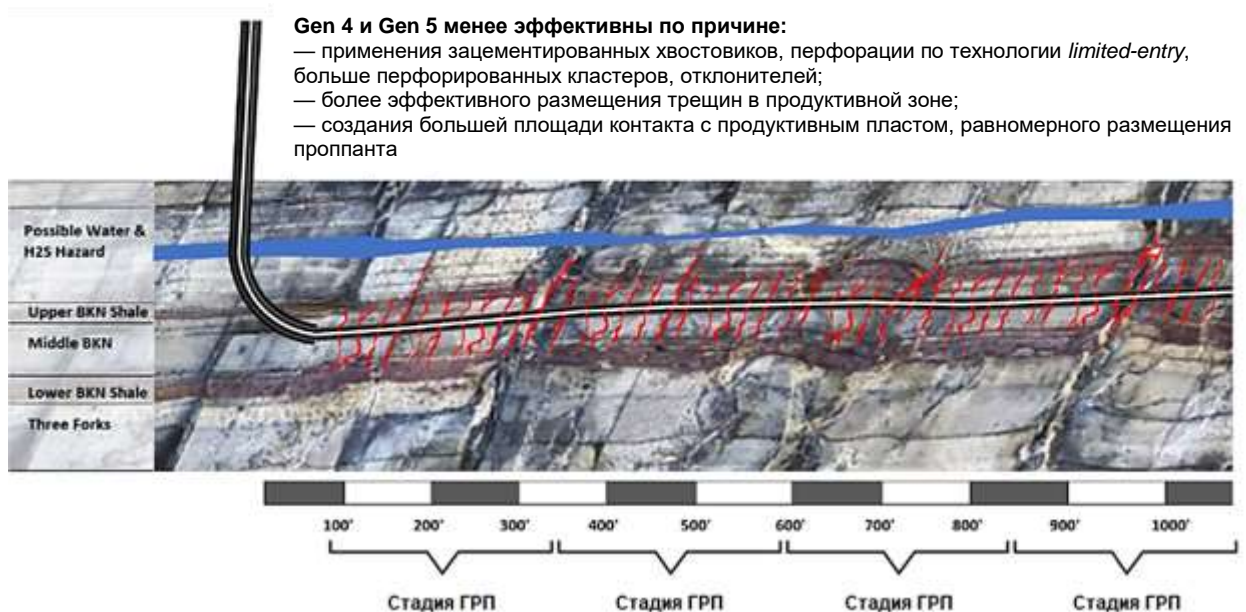 Gen 4 и Gen 5 менее эффективны по причине:
— применения зацементированных хвостовиков, перфорации по технологии limited-entry,
больше перфорированных кластеров, отклонителей;
— более эффективного размещения трещин в продуктивной зоне;
— создания большей площади контакта с продуктивным пластом, равномерного размещения
проппанта
Possible Water &
H2S Hazard
Upper BKN Shale
Middle BKN
Lower BKN Shale
Three Forks
100' 200' 300' 400' 500' 600' 700' 800' 900' 1000'
Стадия ГРП Стадия ГРП Стадия ГРП Стадия ГРП